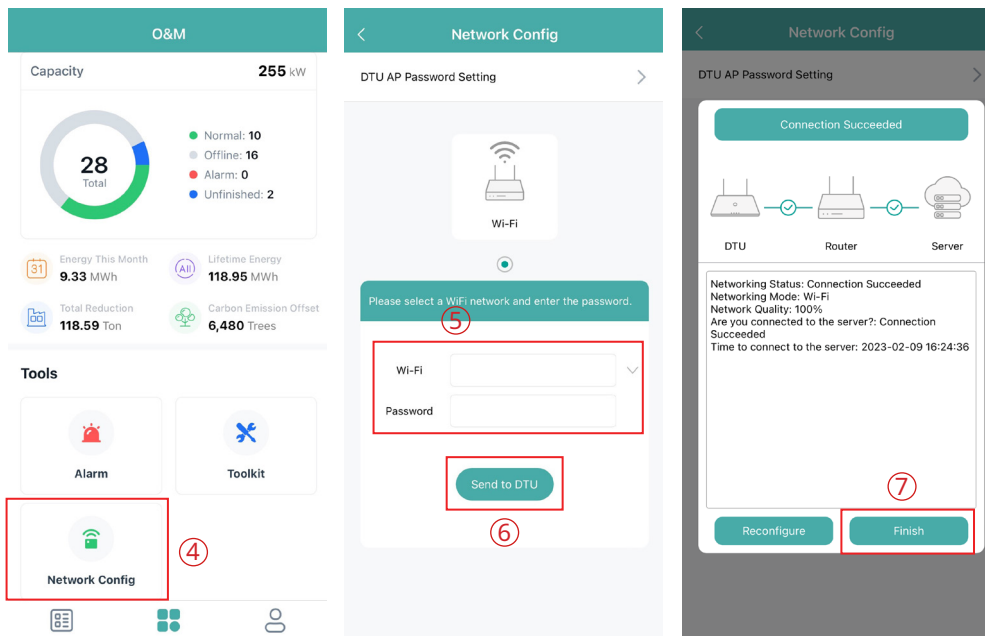 O&M
Capacity 255 kW
28
Total
Normal: 10
Offline: 16
Alarm: 0
Unfinished: 2
31
Energy This Month
9.33 MWh
All
Lifetime Energy
118.95 MWh
Total Reduction
118.59 Ton
Carbon Emission Offset
6,480 Trees
Tools
Alarm
Toolkit
Network Config
④
Network Config
DTU AP Password Setting
Wi-Fi
Please select a WiFi network and enter the password.
⑤
Wi-Fi
Password
Send to DTU
⑥
Network Config
DTU AP Password Setting
Connection Succeeded
DTU Router Server
Networking Status: Connection Succeeded
Networking Mode: Wi-Fi
Network Quality: 100%
Are you connected to the server?: Connection
Succeeded
Time to connect to the server: 2023-02-09 16:24:36
⑦
Reconfigure Finish